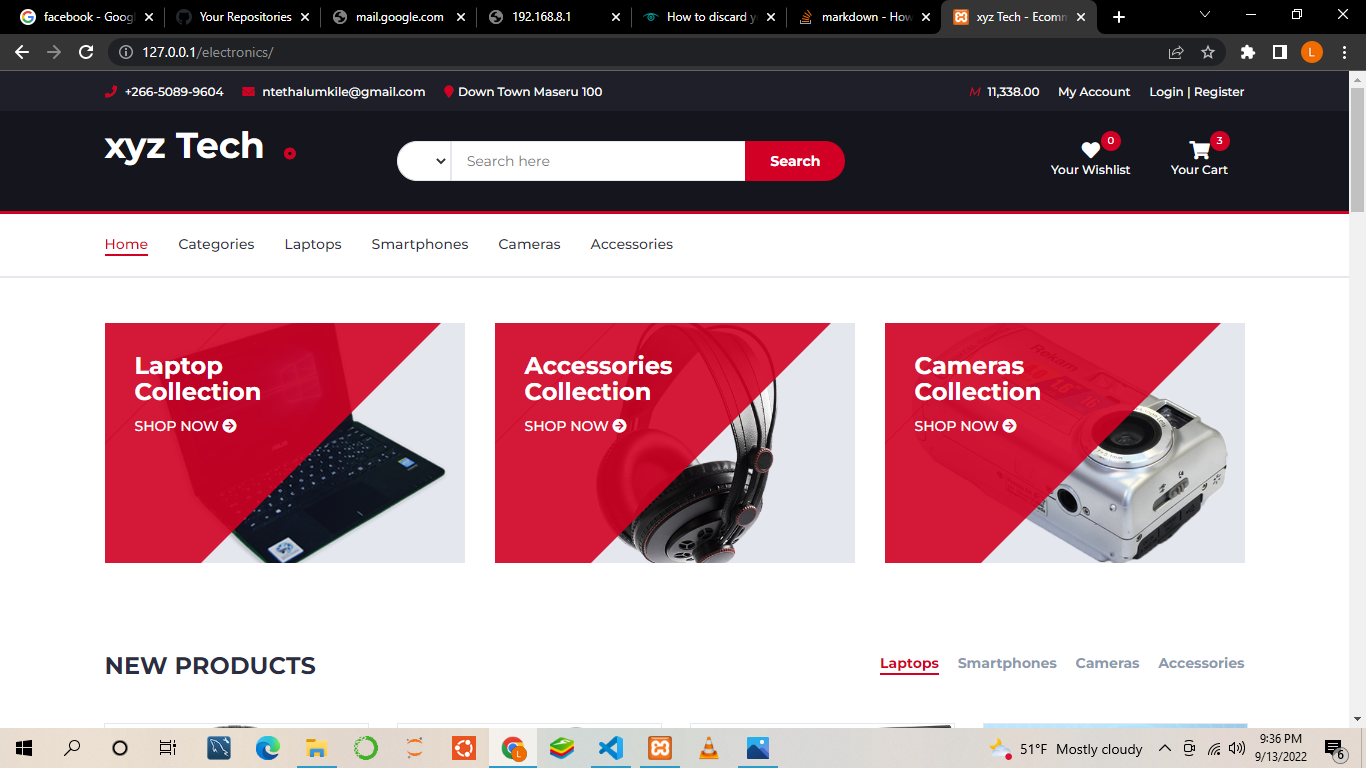 facebook - Goog
Your Repositories
mail.google.com
192.168.8.1
How to discard y
markdown - How
xyz Tech - Ecomm
127.0.0.1/electronics/
L
+266-5089-9604 ntethalumkile@gmail.com Down Town Maseru 100
M 11,338.00 My Account Login | Register
xyz Tech
Search here
Search
0
Your Wishlist
3
Your Cart
Home Categories Laptops Smartphones Cameras Accessories
Laptop
Collection
SHOP NOW
Accessories
Collection
SHOP NOW
Cameras
Collection
SHOP NOW
Rekam
NEW PRODUCTS
Laptops Smartphones Cameras Accessories
51°F Mostly cloudy
9:36 PM
9/13/2022
6